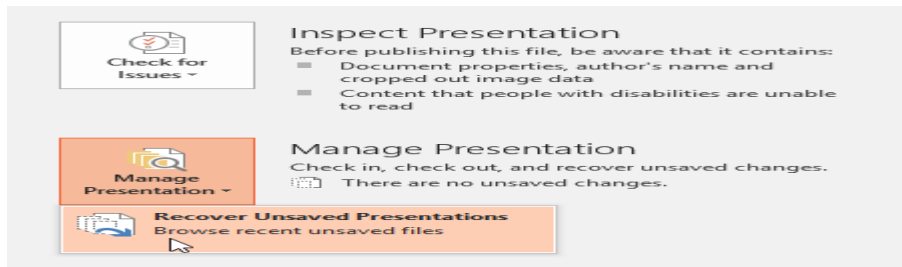 Check for
Issues
Inspect Presentation
Before publishing this file, be aware that it contains:
Document properties, author's name and
cropped out image data
Content that people with disabilities are unable
to read
Manage
Presentation
Manage Presentation
Check in, check out, and recover unsaved changes.
There are no unsaved changes.
Recover Unsaved Presentations
Browse recent unsaved files